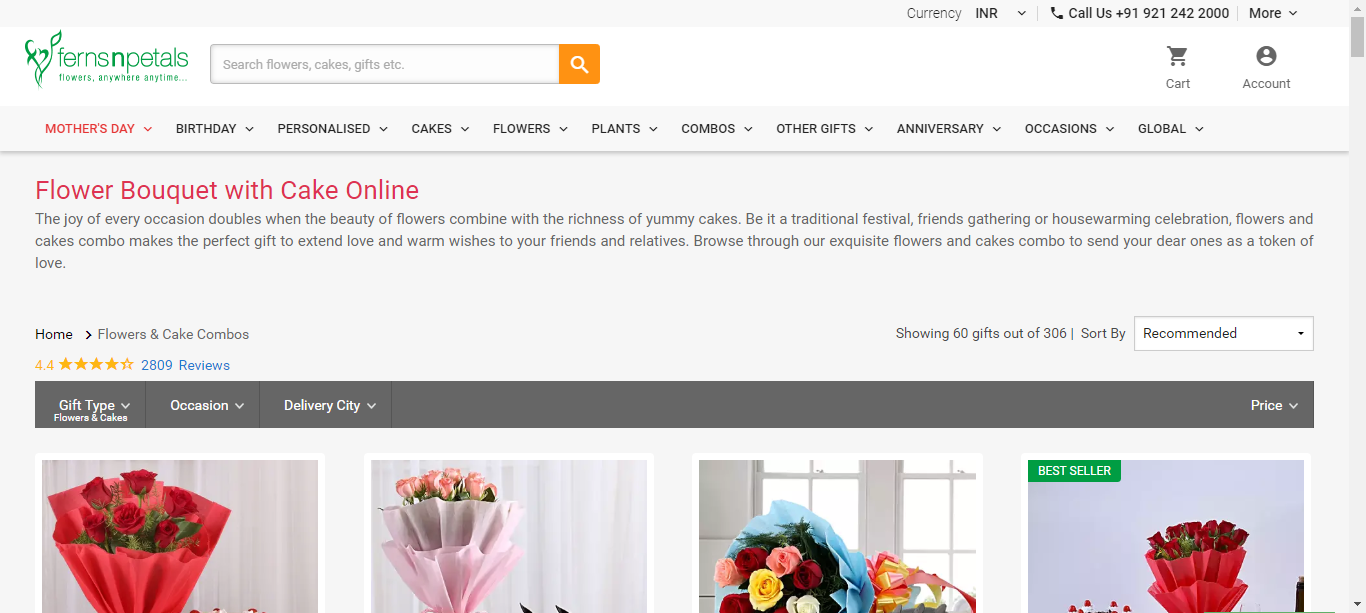 Currency INR Call Us +91 921 242 2000 More
fernsnpetals
flowers, anywhere anytime...
Search flowers, cakes, gifts etc.
Cart Account
MOTHER'S DAY BIRTHDAY PERSONALISED CAKES FLOWERS PLANTS COMBOS OTHER GIFTS ANNIVERSARY OCCASIONS GLOBAL
Flower Bouquet with Cake Online
The joy of every occasion doubles when the beauty of flowers combine with the richness of yummy cakes. Be it a traditional festival, friends gathering or housewarming celebration, flowers and
cakes combo makes the perfect gift to extend love and warm wishes to your friends and relatives. Browse through our exquisite flowers and cakes combo to send your dear ones as a token of
love.
Home Flowers & Cake Combos
Showing 60 gifts out of 306 | Sort By Recommended
4.4 2809 Reviews
Gift Type Occasion Delivery City Price
Flowers & Cakes
BEST SELLER